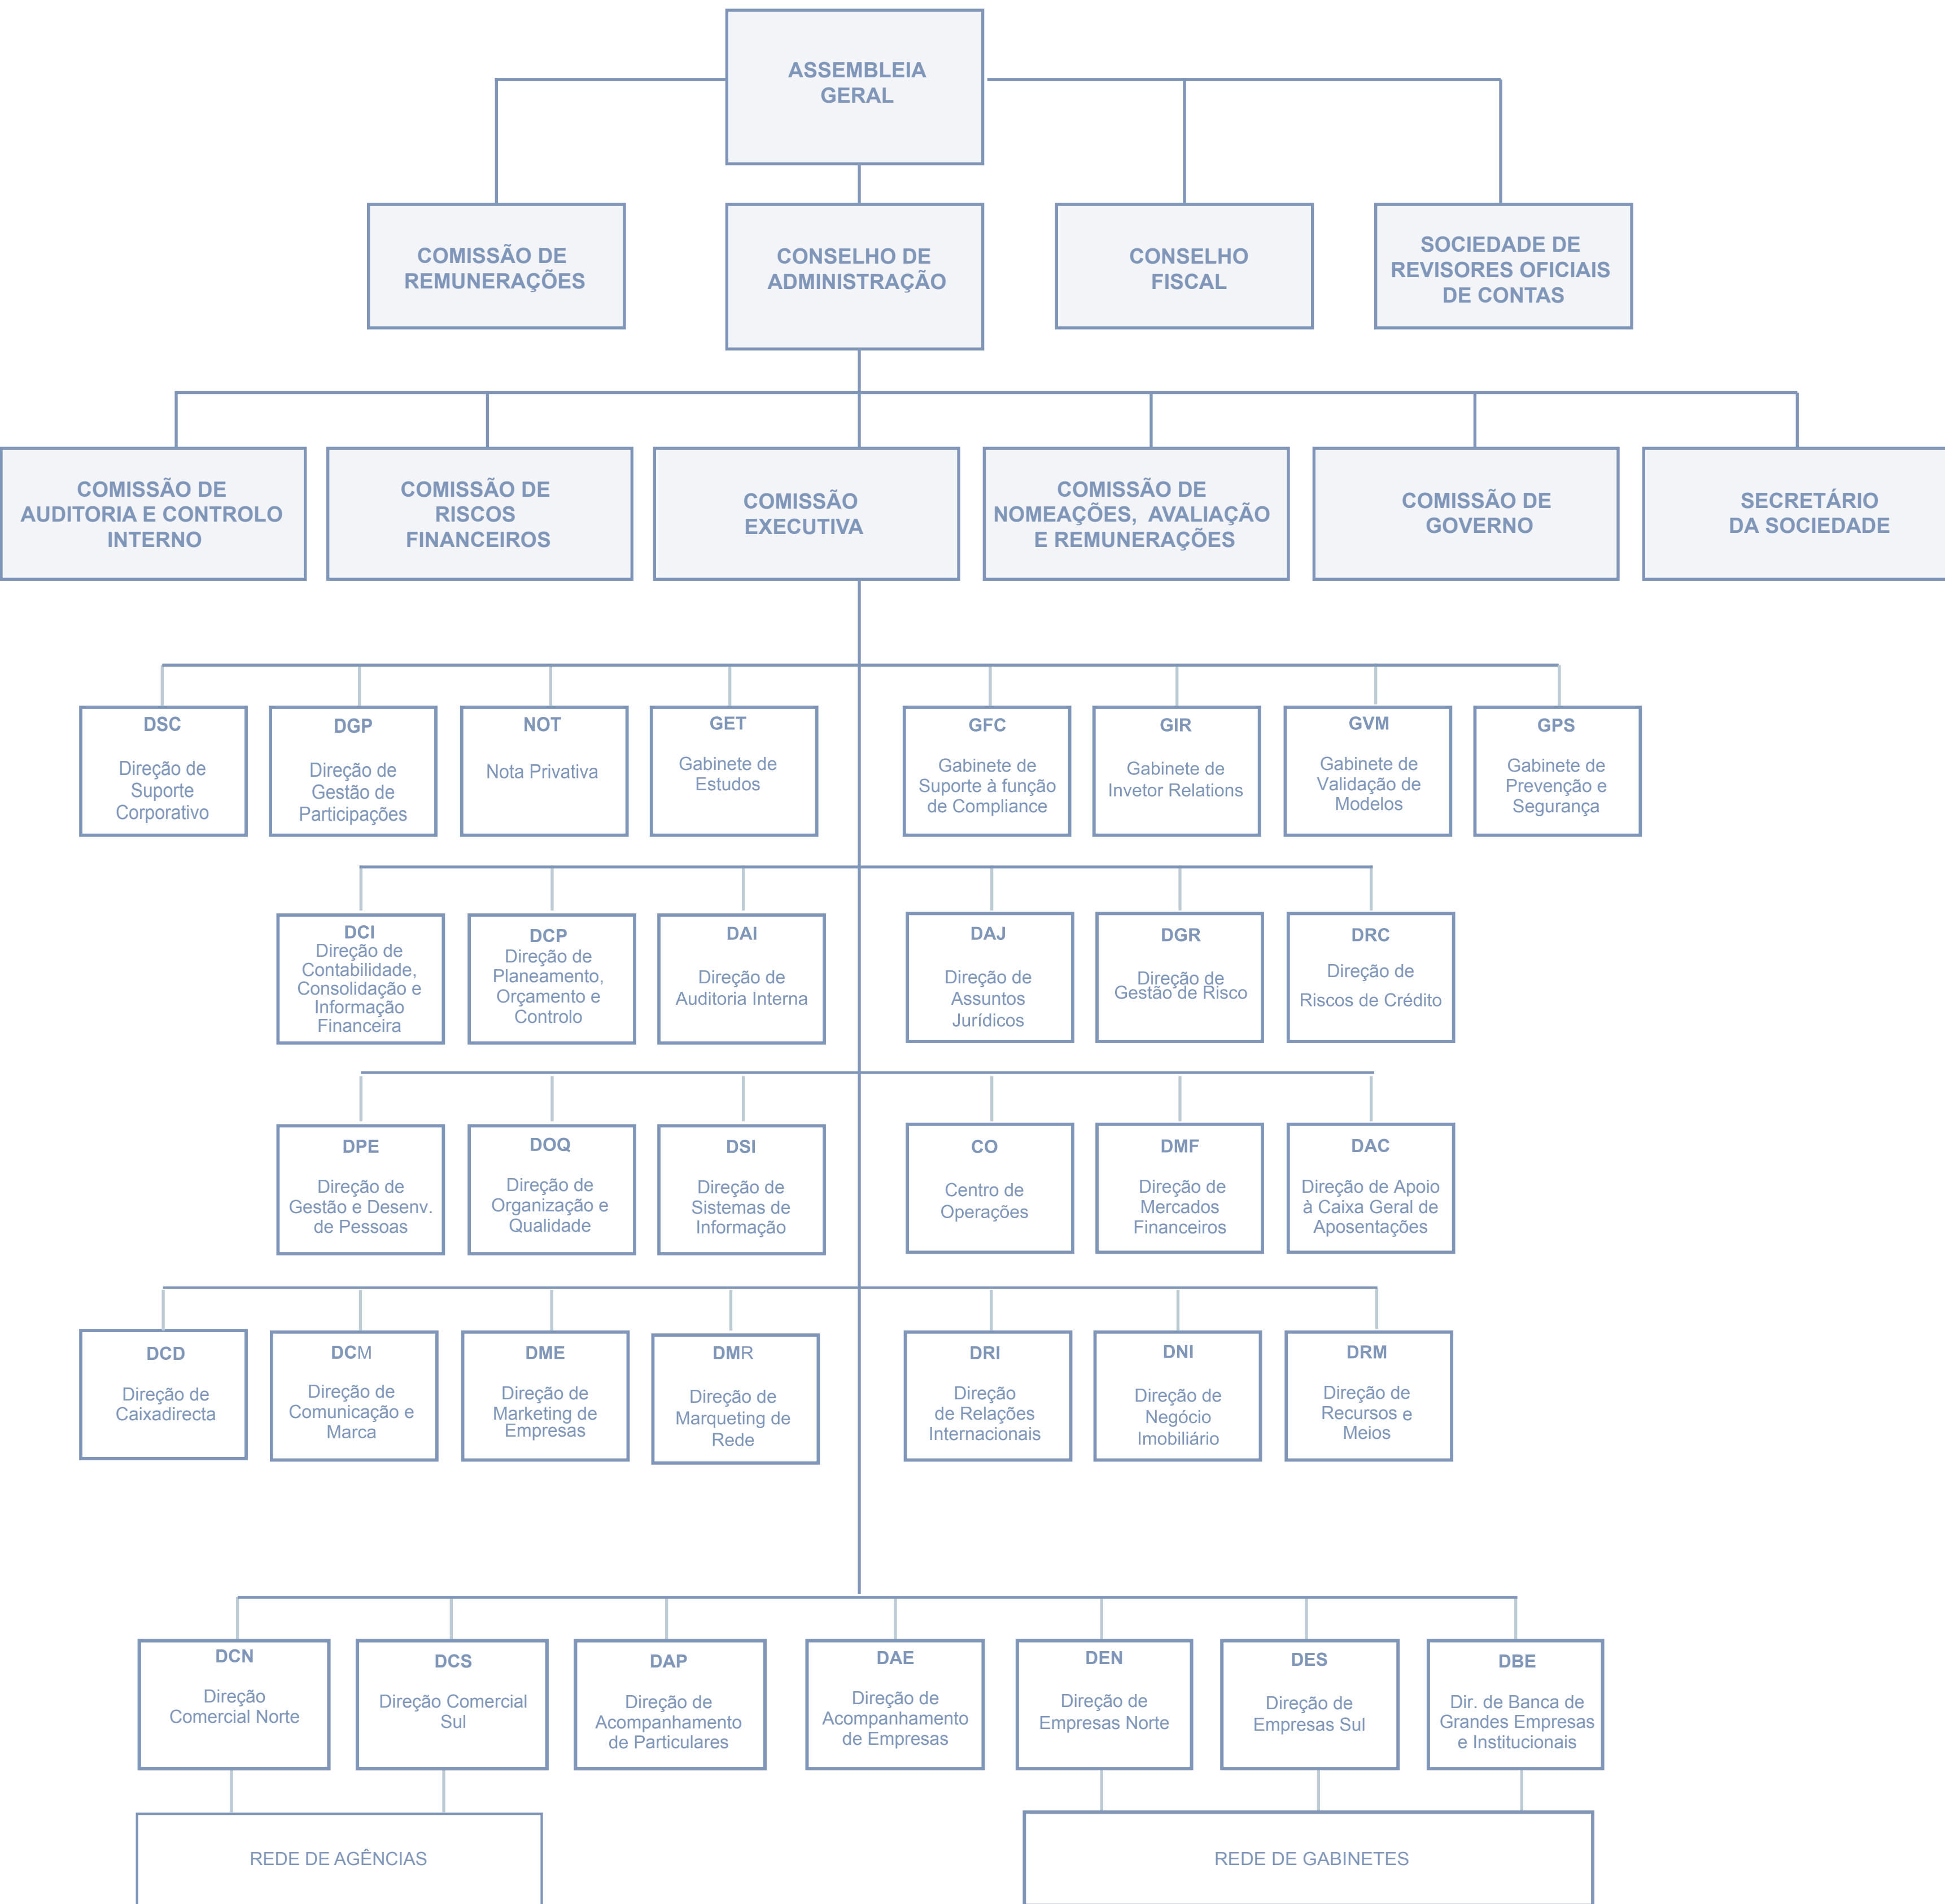 ASSEMBLEIA
GERAL
COMISSÃO DE
REMUNERAÇÕES
CONSELHO DE
ADMINISTRAÇÃO
CONSELHO
FISCAL
SOCIEDADE DE
REVISORES OFICIAIS
DE CONTAS
COMISSÃO DE
AUDITORIA E CONTROLO
INTERNO
COMISSÃO DE
RISCOS
FINANCEIROS
COMISSÃO
EXECUTIVA
COMISSÃO DE
NOMEAÇÕES, AVALIAÇÃO
E REMUNERAÇÕES
COMISSÃO DE
GOVERNO
SECRETÁRIO
DA SOCIEDADE
DSC
Direção de
Suporte
Corporativo
DGP
Direção de
Gestão de
Participações
NOT
Nota Privativa
GET
Gabinete de
Estudos
GFC
Gabinete de
Suporte à função
de Compliance
GIR
Gabinete de
Invetor Relations
GVM
Gabinete de
Validação de
Modelos
GPS
Gabinete de
Prevenção e
Segurança
DCI
Direção de
Contabilidade,
Consolidação e
Informação
Financeira
DCP
Direção de
Planeamento,
Orçamento e
Controlo
DAI
Direção de
Auditoria Interna
DAJ
Direção de
Assuntos
Jurídicos
DGR
Direção de
Gestão de Risco
DRC
Direção de
Riscos de Crédito
DPE
Direção de
Gestão e Desenv.
de Pessoas
DOQ
Direção de
Organização e
Qualidade
DSI
Direção de
Sistemas de
Informação
CO
Centro de
Operações
DMF
Direção de
Mercados
Financeiros
DAC
Direção de Apoio
à Caixa Geral de
Aposentações
DCD
Direção de
Caixadirecta
DCM
Direção de
Comunicação e
Marca
DME
Direção de
Marketing de
Empresas
DMR
Direção de
Marqueting de
Rede
DRI
Direção
de Relações
Internacionais
DNI
Direção de
Negócio
Imobiliário
DRM
Direção de
Recursos e
Meios
DCN
Direção
Comercial Norte
DCS
Direção Comercial
Sul
DAP
Direção de
Acompanhamento
de Particulares
DAE
Direção de
Acompanhamento
de Empresas
DEN
Direção de
Empresas Norte
DES
Direção de
Empresas Sul
DBE
Dir. de Banca de
Grandes Empresas
e Institucionais
REDE DE AGÊNCIAS
REDE DE GABINETES